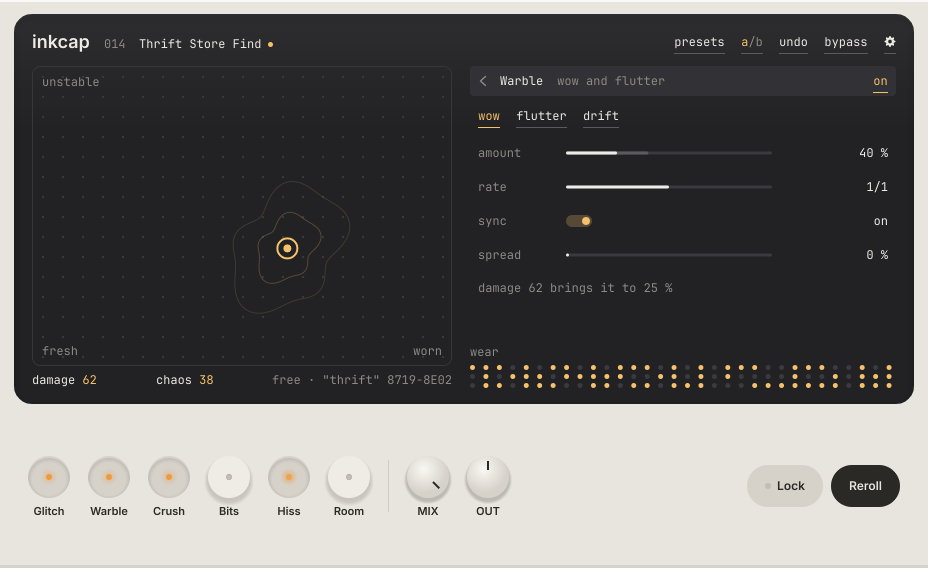 inkcap 014 Thrift Store Find
presets a/b undo bypass
unstable
fresh
worn
damage 62 chaos 38 free · "thrift" 8719-8E02
Warble wow and flutter on
wow flutter drift
amount 40 %
rate 1/1
sync on
spread 0 %
damage 62 brings it to 25 %
wear
Glitch Warble Crush Bits Hiss Room MIX OUT
Lock Reroll